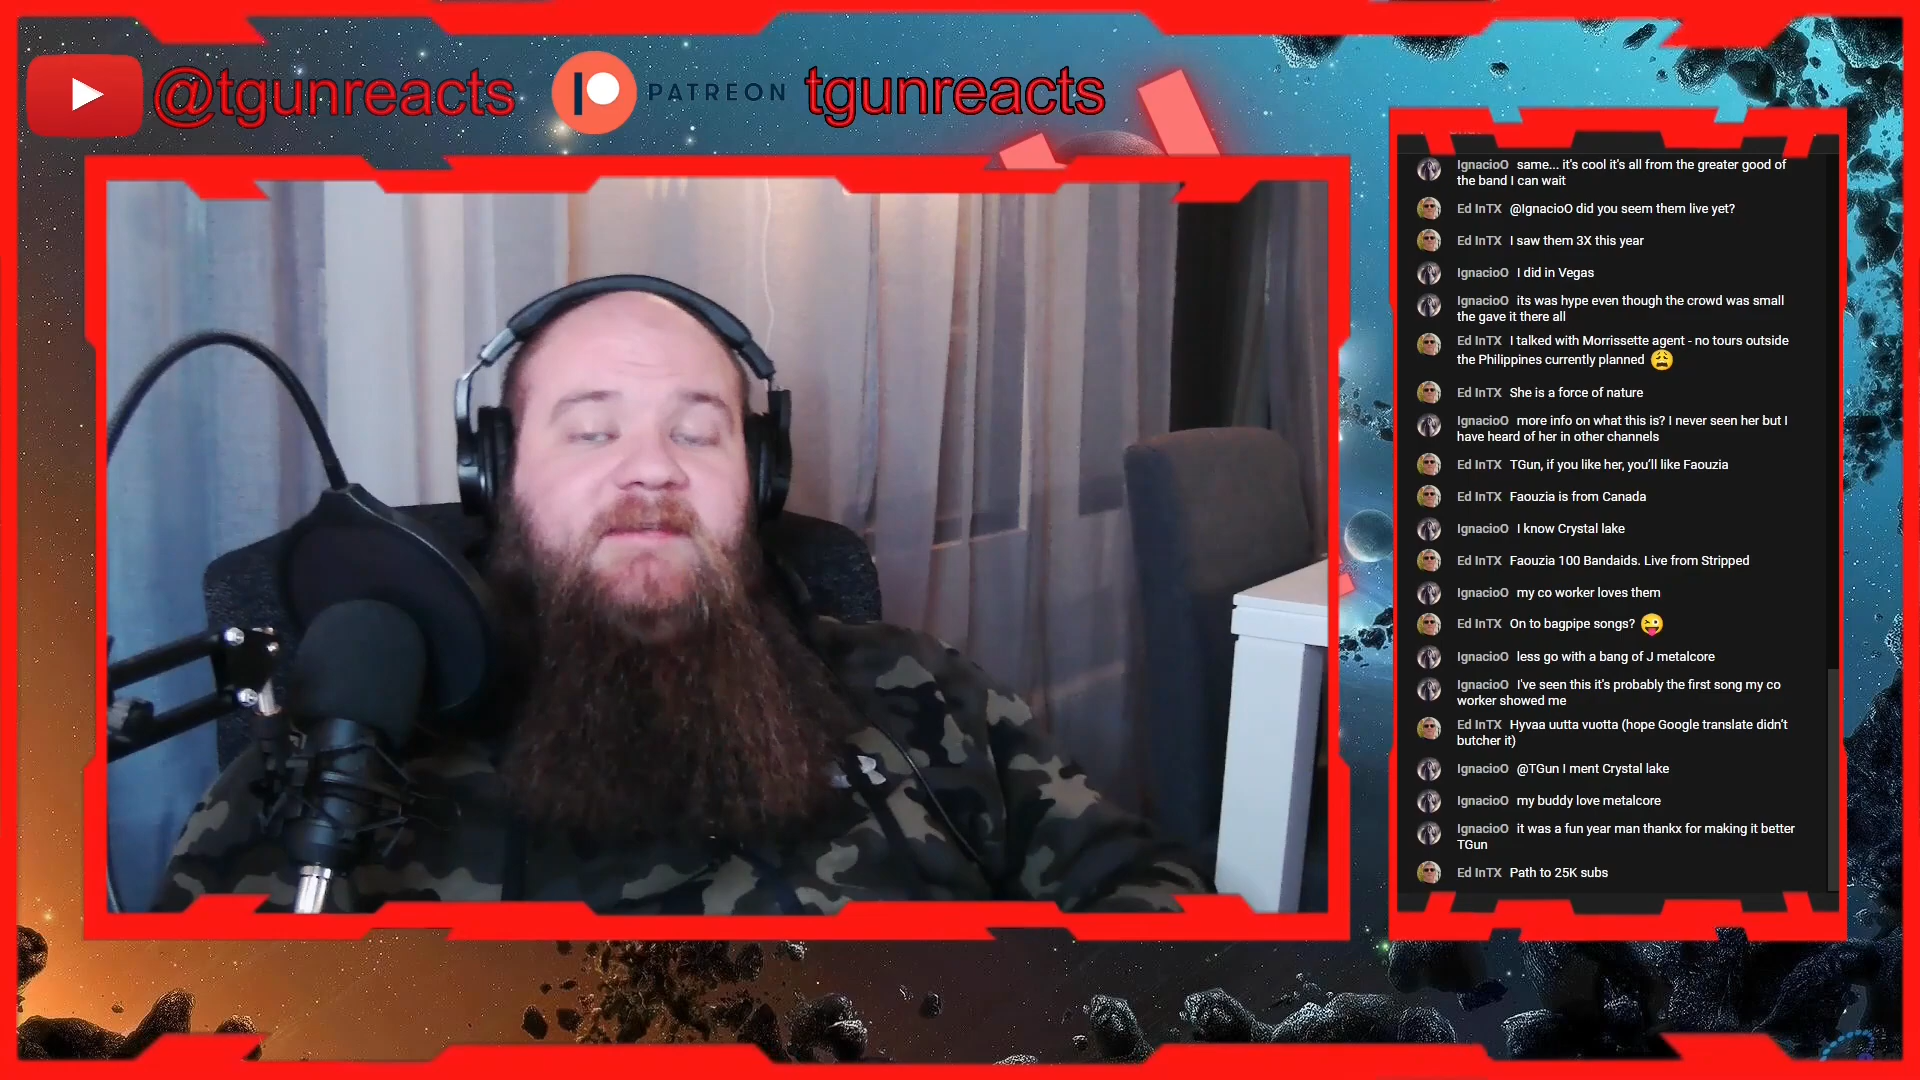 @tgunreacts PATREON tgunreacts
IgnacioO same... it's cool it's all from the greater good of
the band I can wait
Ed InTX @IgnacioO did you seem them live yet?
Ed InTX I saw them 3X this year
IgnacioO I did in Vegas
IgnacioO its was hype even though the crowd was small
the gave it there all
Ed InTX I talked with Morrissette agent - no tours outside
the Philippines currently planned 😩
Ed InTX She is a force of nature
IgnacioO more info on what this is? I never seen her but I
have heard of her in other channels
Ed InTX TGun, if you like her, you'll like Faouzia
Ed InTX Faouzia is from Canada
IgnacioO I know Crystal lake
Ed InTX Faouzia 100 Bandaids. Live from Stripped
IgnacioO my co worker loves them
Ed InTX On to bagpipe songs? 😜
IgnacioO less go with a bang of J metalcore
IgnacioO I've seen this it's probably the first song my co
worker showed me
Ed InTX Hyvaa uutta vuotta (hope Google translate didn't
butcher it)
IgnacioO @TGun I ment Crystal lake
IgnacioO my buddy love metalcore
IgnacioO it was a fun year man thankx for making it better
TGun
Ed InTX Path to 25K subs